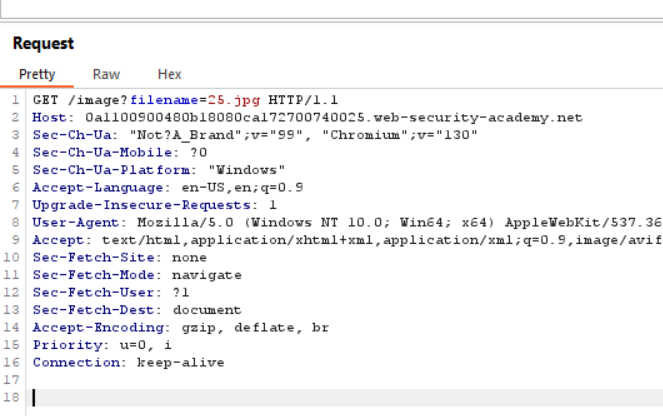 Request
Pretty Raw Hex
1 GET /image?filename=25.jpg HTTP/1.1
2 Host: 0a1100900480b18080ca172700740025.web-security-academy.net
3 Sec-Ch-Ua: "Not?A_Brand";v="99", "Chromium";v="130"
4 Sec-Ch-Ua-Mobile: ?0
5 Sec-Ch-Ua-Platform: "Windows"
6 Accept-Language: en-US,en;q=0.9
7 Upgrade-Insecure-Requests: 1
8 User-Agent: Mozilla/5.0 (Windows NT 10.0; Win64; x64) AppleWebKit/537.36
9 Accept: text/html,application/xhtml+xml,application/xml;q=0.9,image/avif
10 Sec-Fetch-Site: none
11 Sec-Fetch-Mode: navigate
12 Sec-Fetch-User: ?1
13 Sec-Fetch-Dest: document
14 Accept-Encoding: gzip, deflate, br
15 Priority: u=0, i
16 Connection: keep-alive
17
18